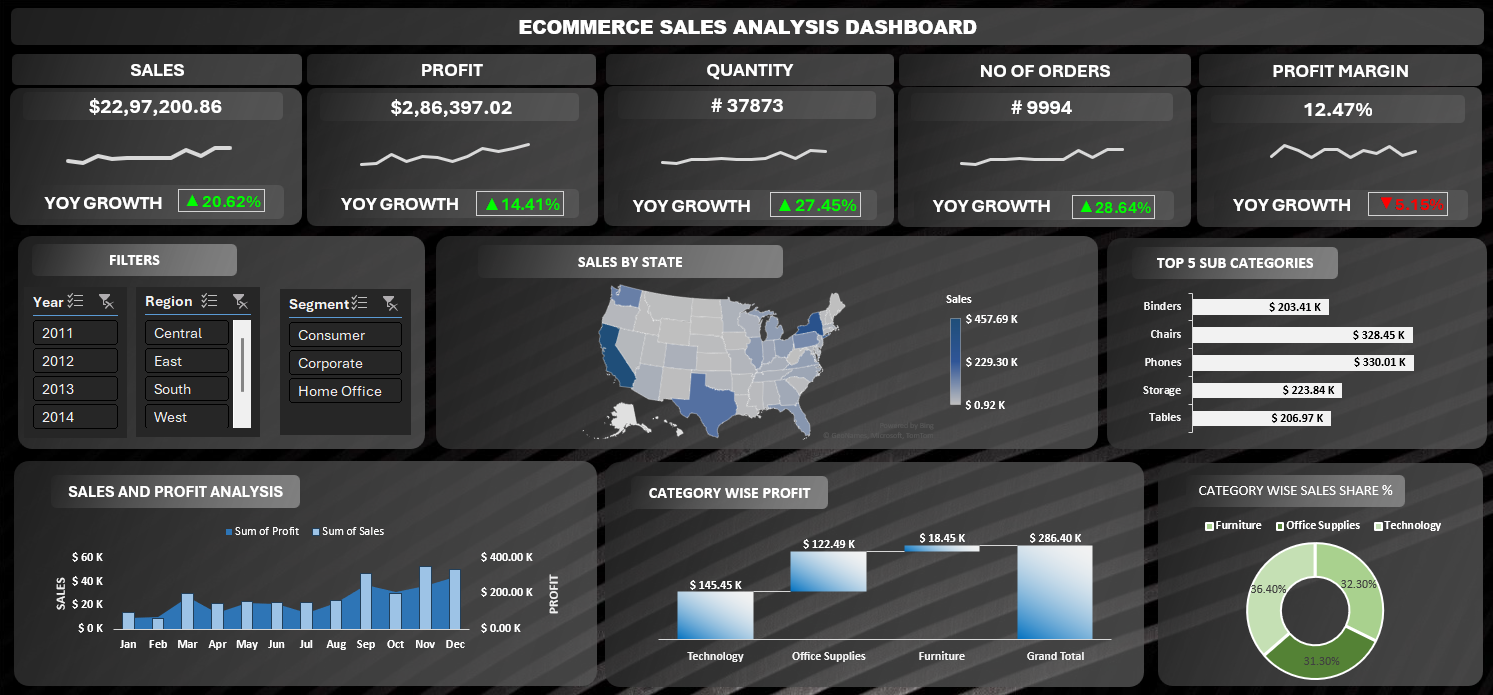 ECOMMERCE SALES ANALYSIS DASHBOARD
SALES
$22,97,200.86
YOY GROWTH ▲20.62%
PROFIT
$2,86,397.02
YOY GROWTH ▲14.41%
QUANTITY
# 37873
YOY GROWTH ▲27.45%
NO OF ORDERS
# 9994
YOY GROWTH ▲28.64%
PROFIT MARGIN
12.47%
YOY GROWTH
FILTERS
Year
2011
2012
2013
2014
Region
Central
East
South
West
Segment
Consumer
Corporate
Home Office
SALES BY STATE
Sales
$ 457.69 K
$ 229.30 K
$ 0.92 K
Powered by Bing
TOP 5 SUB CATEGORIES
Binders $ 203.41 K
Chairs $ 328.45 K
Phones $ 330.01 K
Storage $ 223.84 K
Tables $ 206.97 K
SALES AND PROFIT ANALYSIS
Sum of Profit Sum of Sales
SALES
$ 60 K
$ 40 K
$ 20 K
$ 0 K
$ 400.00 K
$ 200.00 K
$ 0.00 K
PROFIT
Jan Feb Mar Apr May Jun Jul Aug Sep Oct Nov Dec
CATEGORY WISE PROFIT
$ 145.45 K
$ 122.49 K
$ 18.45 K
$ 286.40 K
Technology Office Supplies Furniture Grand Total
CATEGORY WISE SALES SHARE %
Furniture Office Supplies Technology
36.40%
32.30%
31.30%